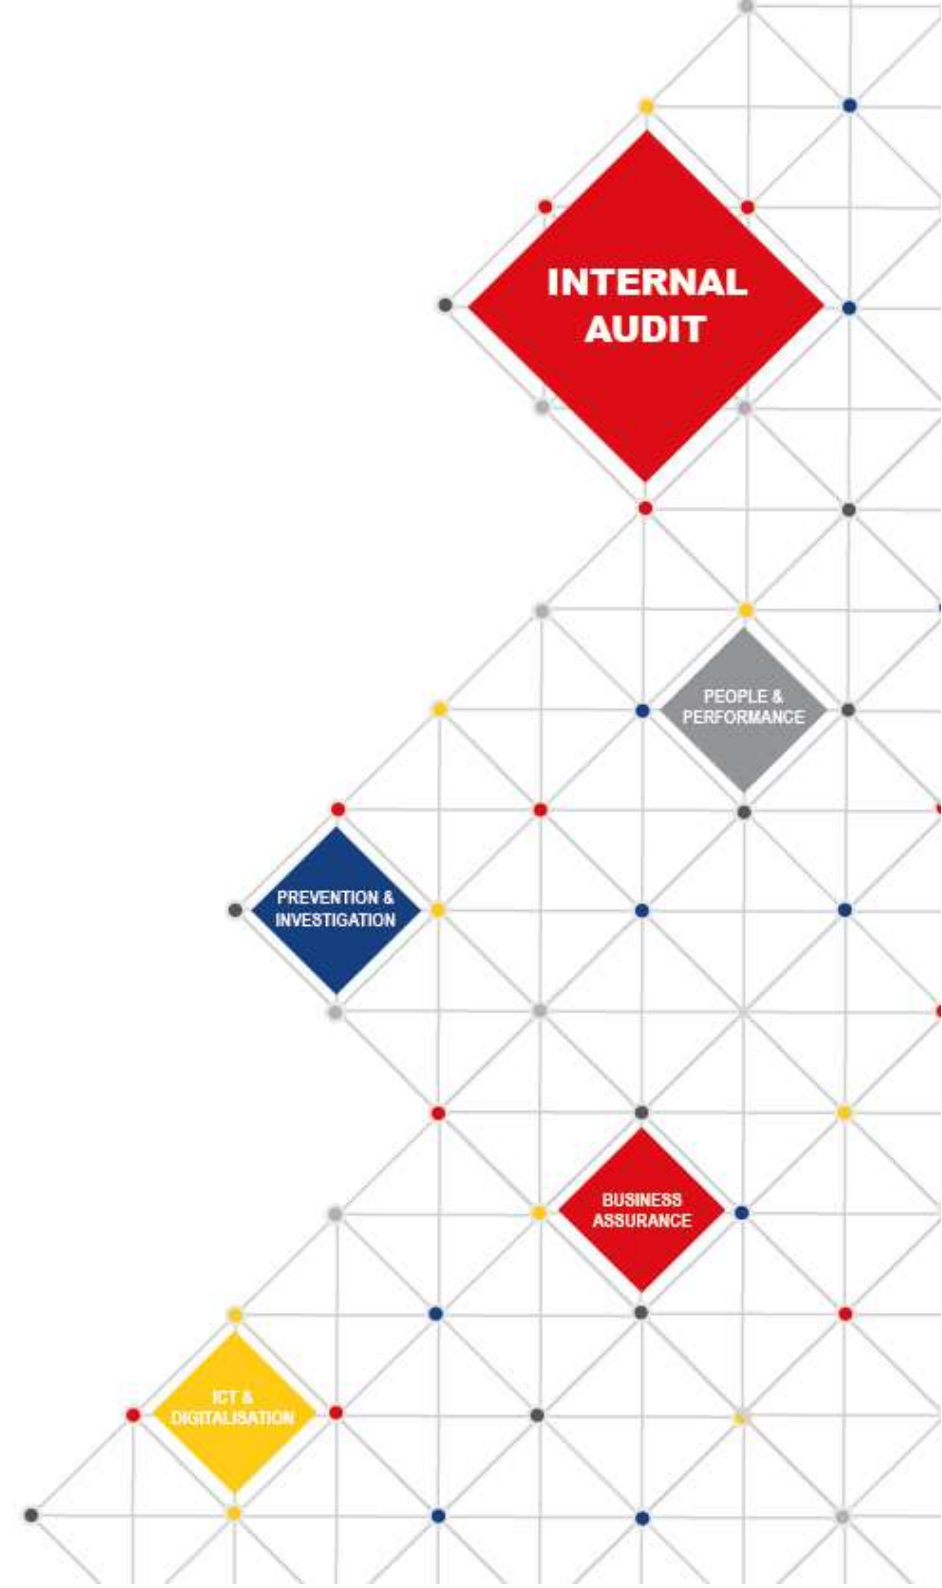 INTERNAL
AUDIT
PEOPLE &
PERFORMANCE
PREVENTION &
INVESTIGATION
BUSINESS
ASSURANCE
ICT &
DIGITALISATION